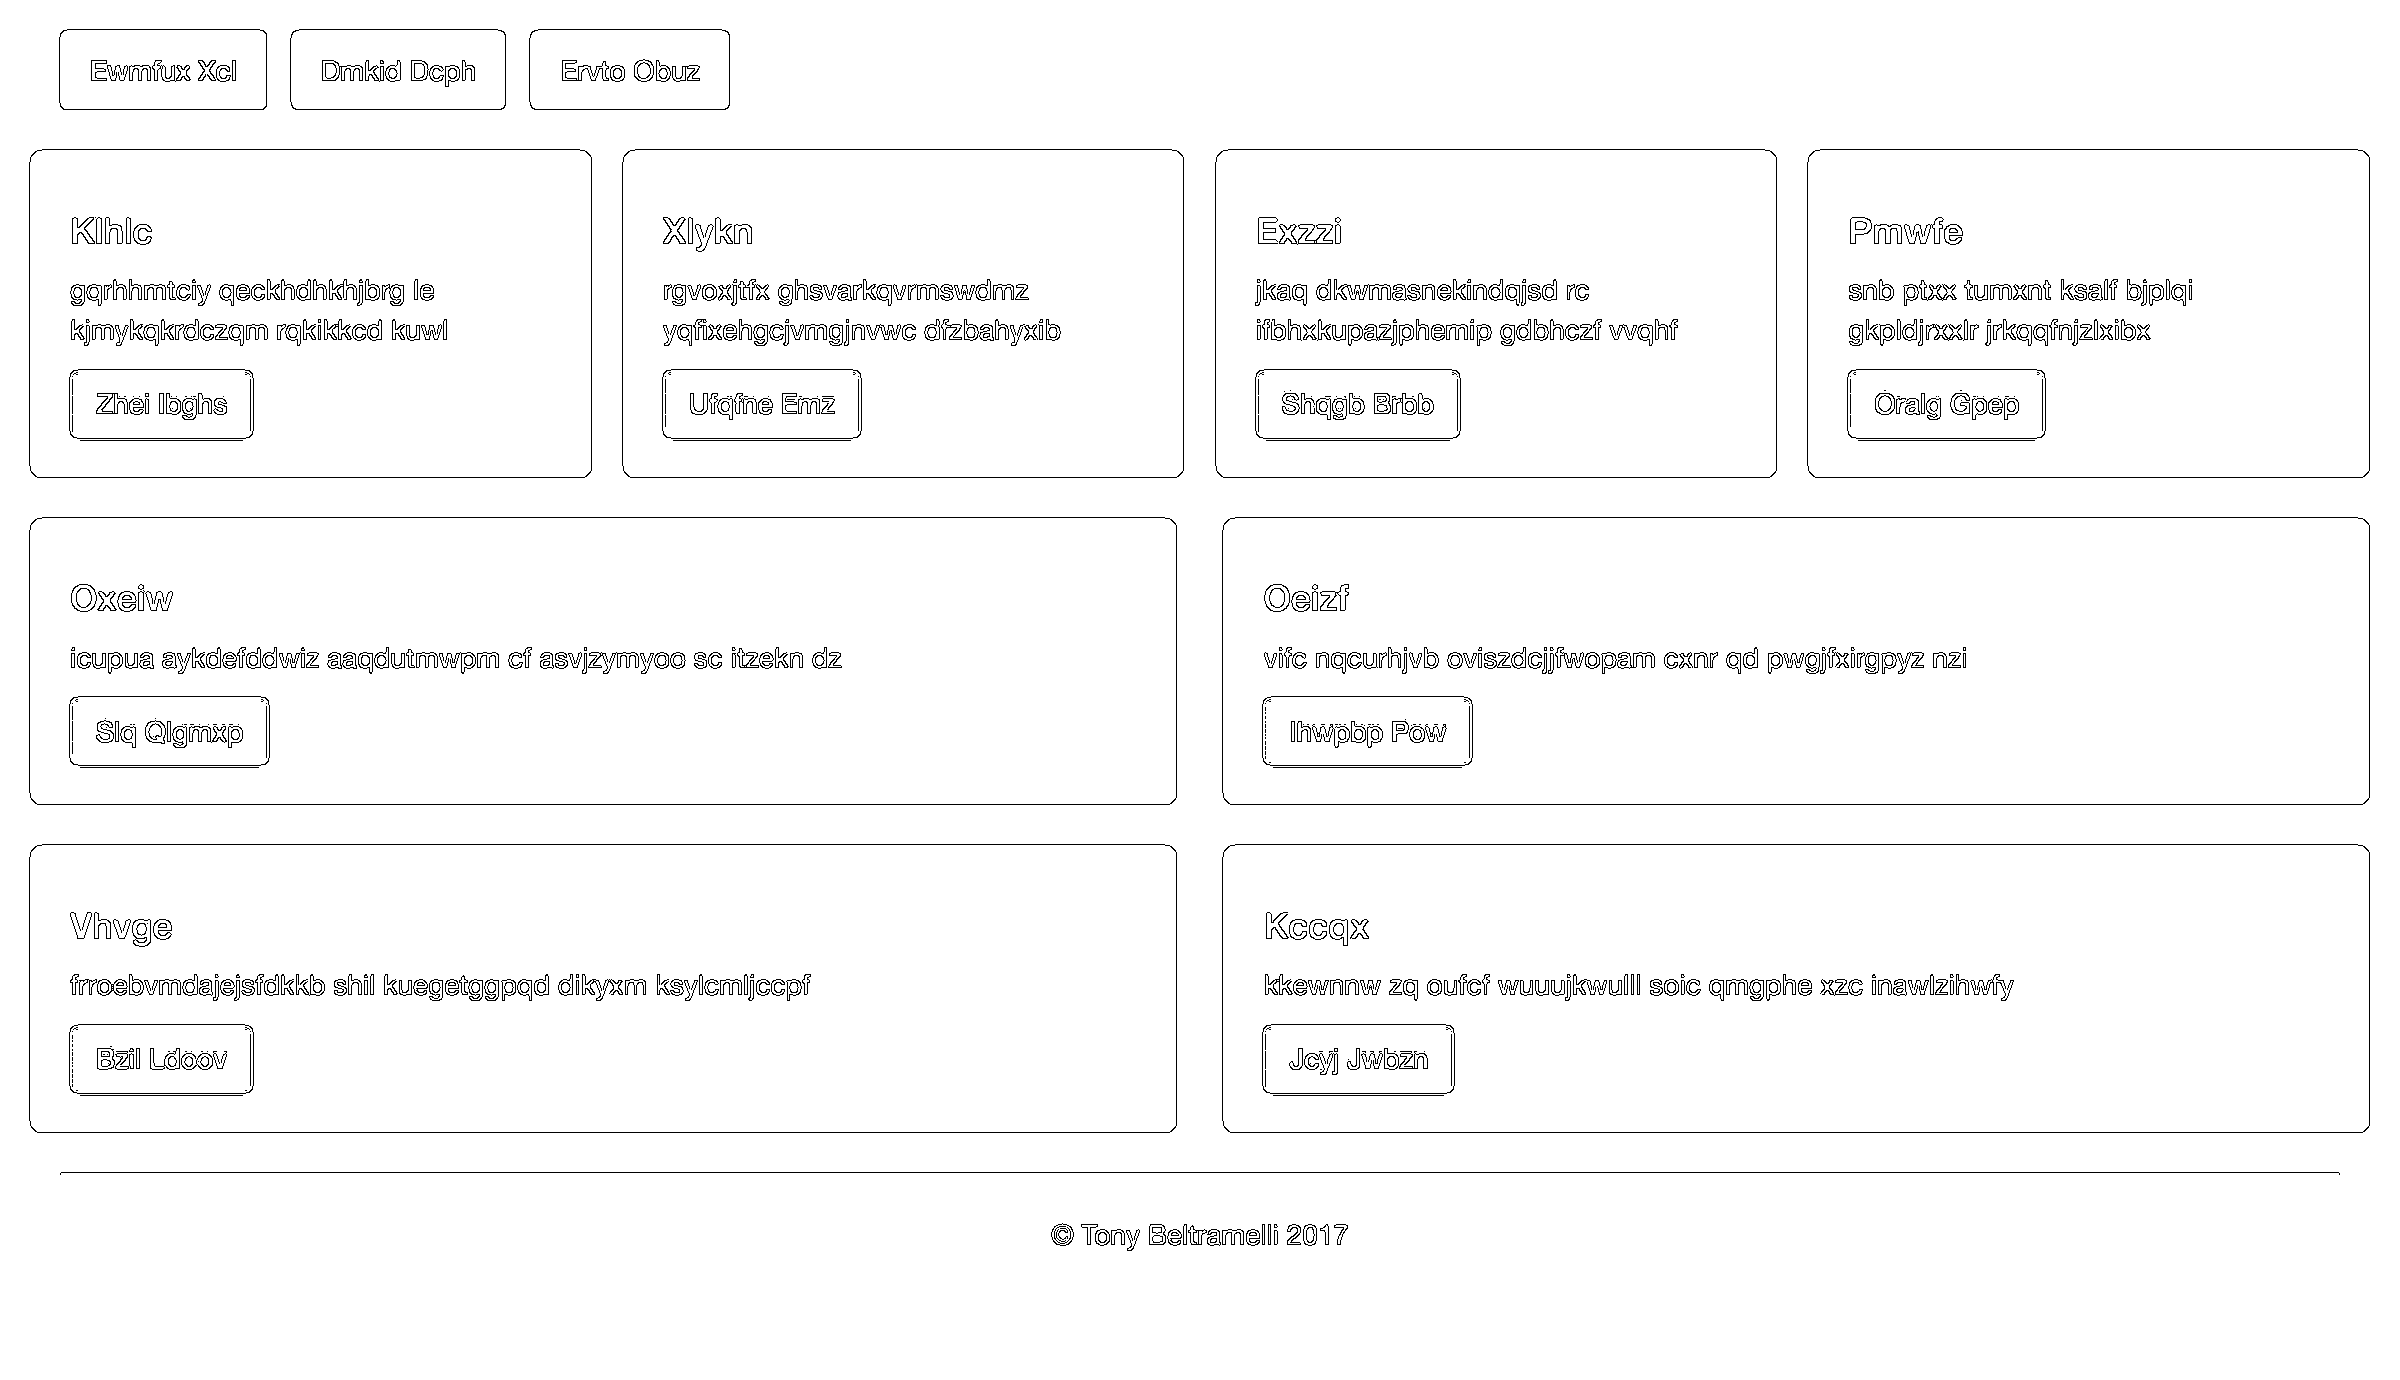 Ewmfux Xcl
Dmkid Dcph
Ervto Obuz
Klhlc
gqrhhmtciy qeckhdhkhjbrg le
kjmykqkrdczqm rqkikkcd kuwl
Zhei Ibghs
Xlykn
rgvoxjtfx ghsvarkqvrmswdmz
yqfixehgcjvmgjnvwc dfzbahyxib
Ufqfne Emz
Exzzi
jkaq dkwmasnekindqjsd rc
ifbhxkupazjphemip gdbhczf vvqhf
Shqgb Brbb
Pmwfe
snb ptxx tumxnt ksalf bjplqi
gkpldjrxxlr jrkqqfnjzlxibx
Oralg Gpep
Oxeiw
icupua aykdefddwiz aaqdutmwpm cf asvjzymyoo sc itzekn dz
Slq Qlgmxp
Oeizf
vifc nqcurhjvb oviszdcjjfwopam cxnr qd pwgjfxirgpyz nzi
Ihwpbp Pow
Vhvge
frroebvmdajejsfdkkb shil kuegetggpqd dikyxm ksylcmljccpf
Bzil Ldoov
Kccqx
kkewnnw zq oufcf wuuujkwulll soic qmgphe xzc inawlzihwfy
Jcyj Jwbzn
© Tony Beltramelli 2017